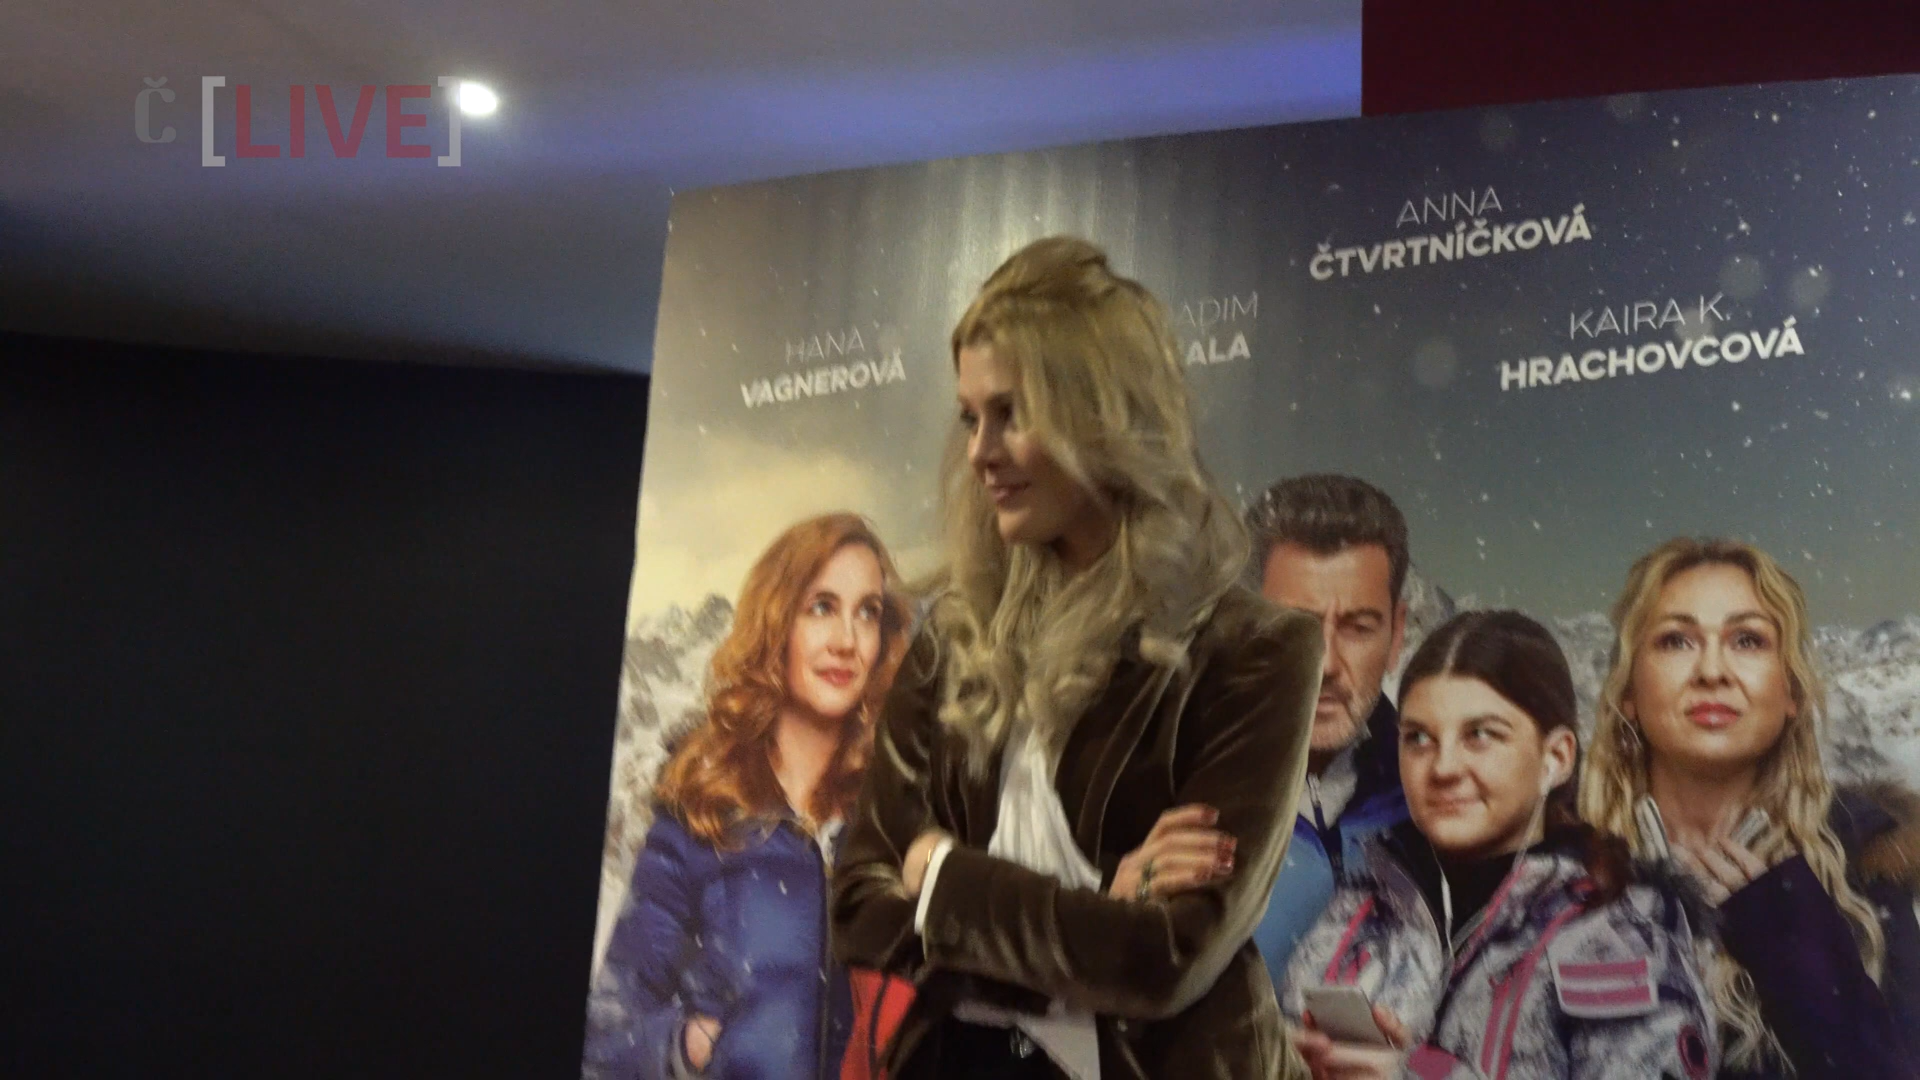 Č [LIVE]
ANNA
ČTVRTNÍČKOVÁ
HANA
VAGNEROVÁ
KAIRA K.
HRACHOVCOVÁ